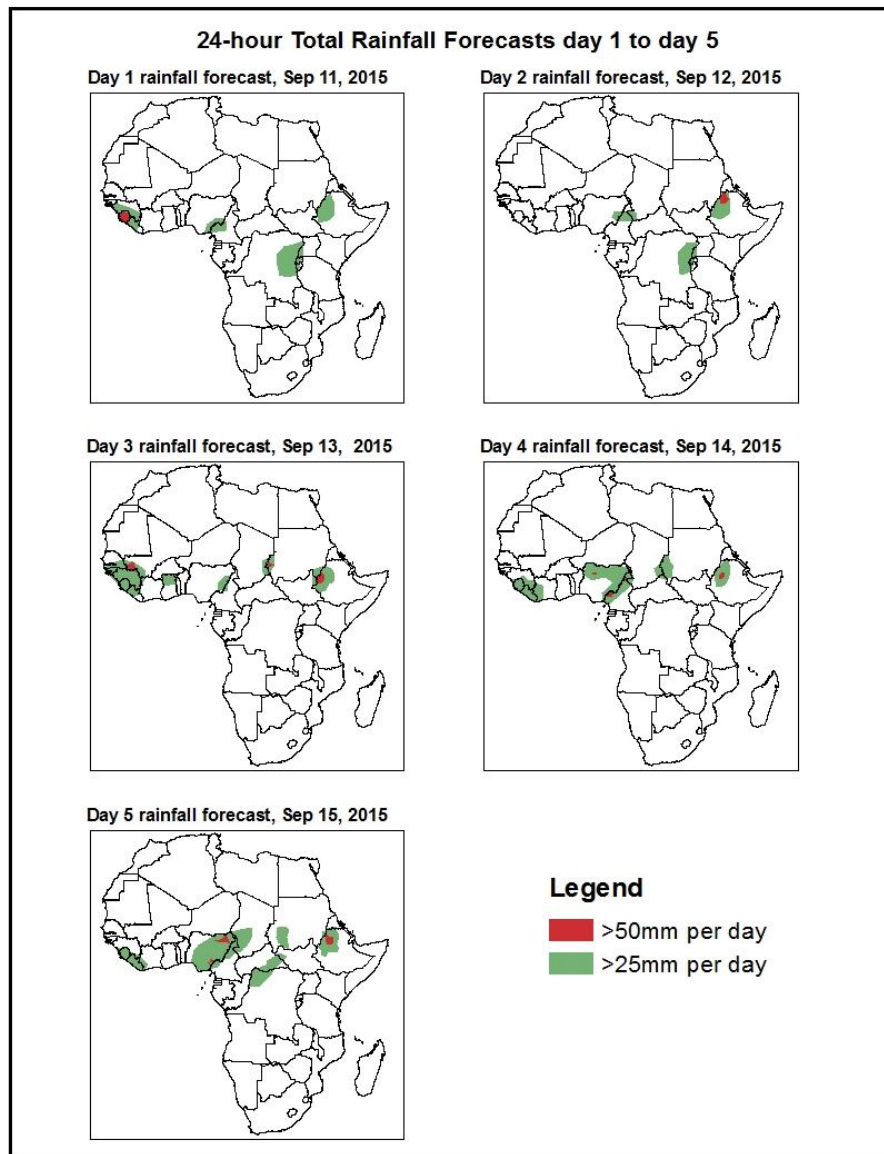 24-hour Total Rainfall Forecasts day 1 to day 5
Day 1 rainfall forecast, Sep 11, 2015
Day 2 rainfall forecast, Sep 12, 2015
Day 3 rainfall forecast, Sep 13, 2015
Day 4 rainfall forecast, Sep 14, 2015
Day 5 rainfall forecast, Sep 15, 2015
Legend
>50mm per day
>25mm per day